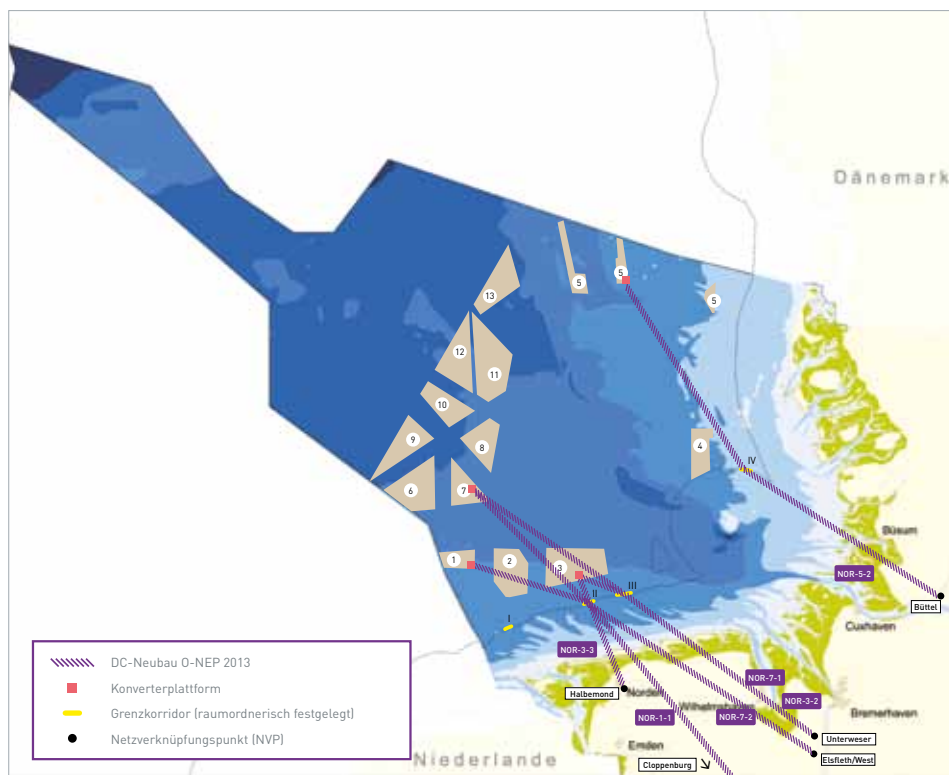 Dänemark
5
5
5
13
12
11
10
9
8
4
IV
6
7
Büsum
1
2
3
NOR-5-2
III
II
Büttel
I
Cuxhaven
NOR-3-3
DC-Neubau O-NEP 2013
NOR-7-1
Konverterplattform
Halbemond
Norden
NOR-3-2
Grenzkorridor (raumordnerisch festgelegt)
Wilhelmshaven
NOR-1-1
NOR-7-2
Bremerhaven
Netzverknüpfungspunkt (NVP)
Unterweser
Emden
Elsfleth/West
Niederlande
Cloppenburg